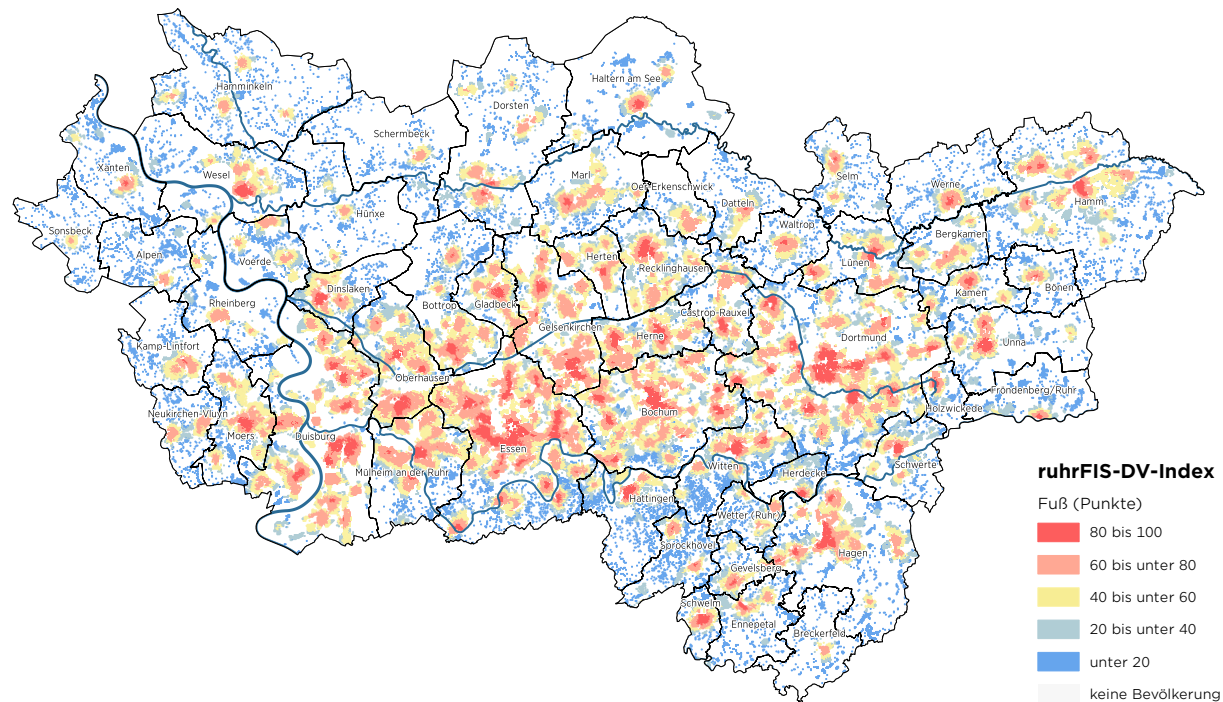 Haltern am See
Hamminkeln
Dorsten
Schermbeck
Xanten
Wesel
Marl
Oer-Erkenschwick
Selm
Werne
Hamm
Datteln
Hünxe
Sonsbeck
Waltrop
Bergkamen
Alpen
Voerde
Herten
Recklinghausen
Lünen
Dinslaken
Bottrop
Gladbeck
Kamen
Bönen
Rheinberg
Castrop-Rauxel
Gelsenkirchen
Herne
Dortmund
Unna
Kamp-Lintfort
Oberhausen
Fröndenberg/Ruhr
Neukirchen-Vluyn
Bochum
Holzwickede
Moers
Duisburg
Essen
Mülheim an der Ruhr
Witten
Herdecke
Schwerte
Hattingen
Wetter (Ruhr)
Sprockhövel
Hagen
Gevelsberg
Schwelm
Ennepetal
Breckerfeld
ruhrFIS-DV-Index
Fuß (Punkte)
80 bis 100
60 bis unter 80
40 bis unter 60
20 bis unter 40
unter 20
keine Bevölkerung